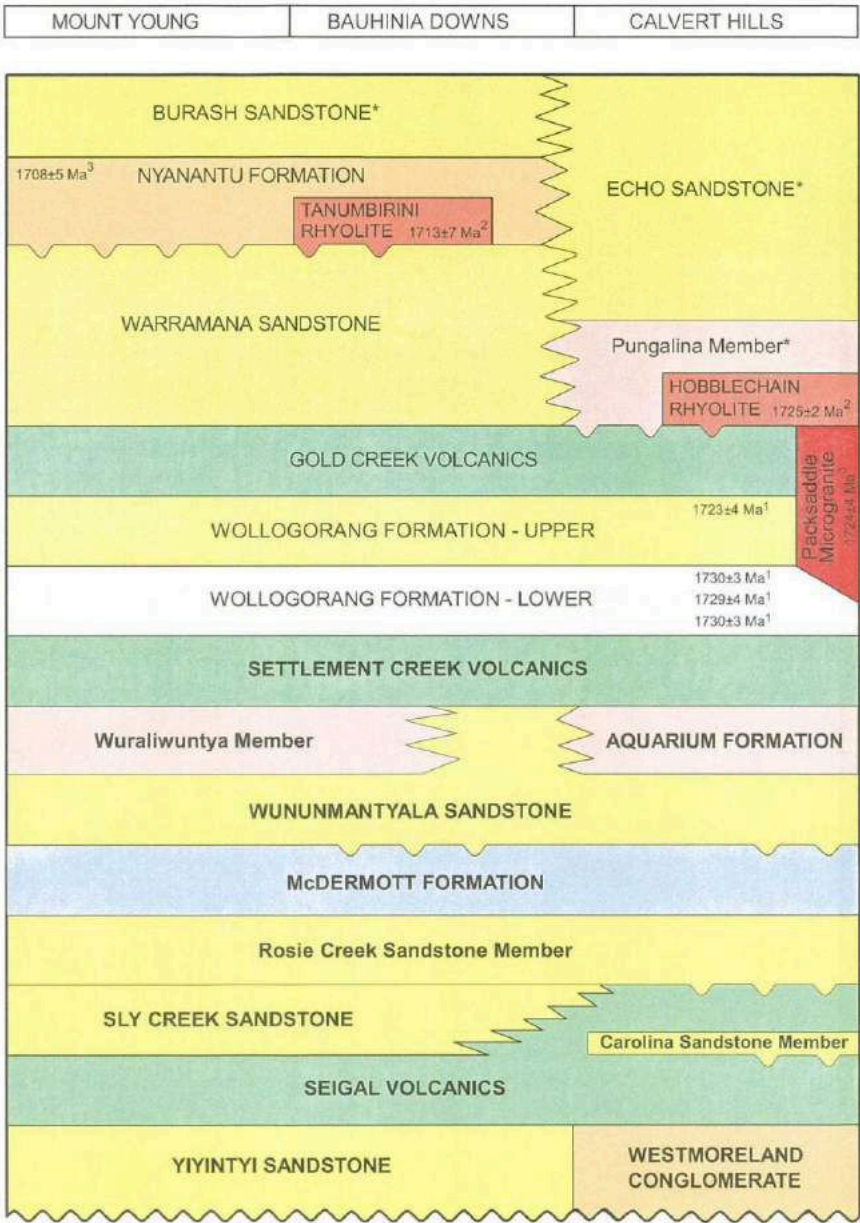 MOUNT YOUNG
BAUHINIA DOWNS
CALVERT HILLS
BURASH SANDSTONE*
1708±5 Ma³
NYANANTU FORMATION
TANUMBIRINI
RHYOLITE 1713±7 Ma²
ECHO SANDSTONE*
WARRAMANA SANDSTONE
Pungalina Member*
HOBBLECHAIN
RHYOLITE 1725±2 Ma²
GOLD CREEK VOLCANICS
Packsaddle
Microgranite
1724±4 Ma³
1723±4 Ma¹
WOLLOGORANG FORMATION - UPPER
1730±3 Ma¹
WOLLOGORANG FORMATION - LOWER
1729±4 Ma¹
1730±3 Ma¹
SETTLEMENT CREEK VOLCANICS
Wuraliwuntya Member
AQUARIUM FORMATION
WUNUNMANTYALA SANDSTONE
McDERMOTT FORMATION
Rosie Creek Sandstone Member
SLY CREEK SANDSTONE
Carolina Sandstone Member
SEIGAL VOLCANICS
YIYINTYI SANDSTONE
WESTMORELAND
CONGLOMERATE